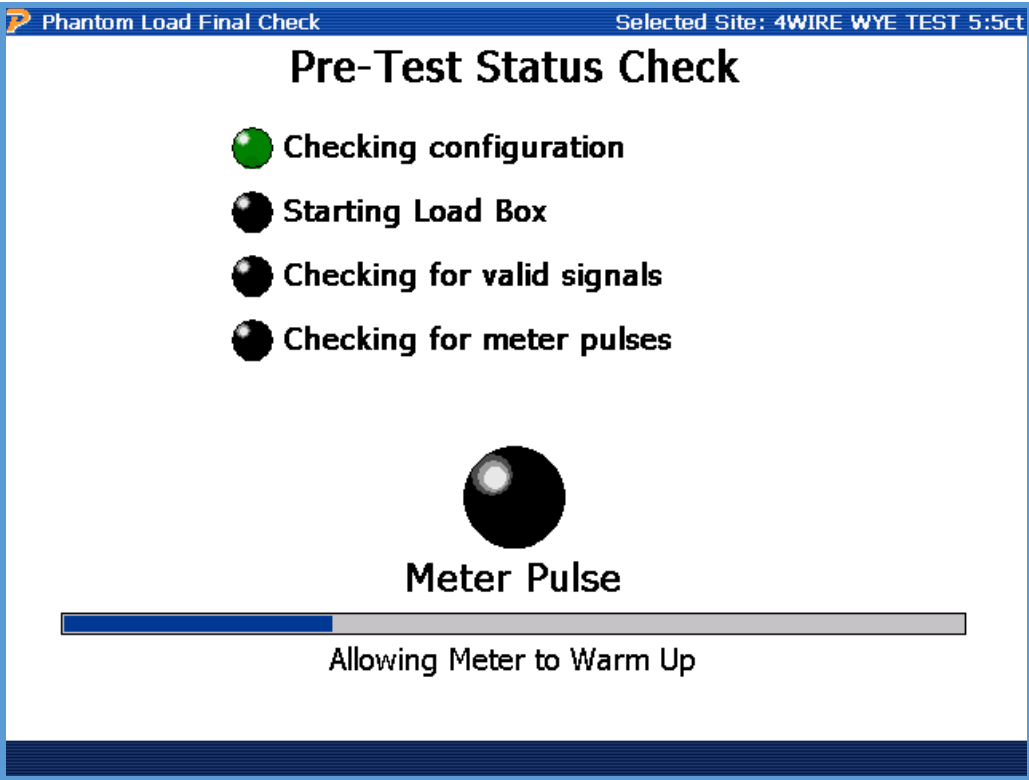 Phantom Load Final Check
Selected Site: 4WIRE WYE TEST 5:5ct
Pre-Test Status Check
Checking configuration
Starting Load Box
Checking for valid signals
Checking for meter pulses
Meter Pulse
Allowing Meter to Warm Up